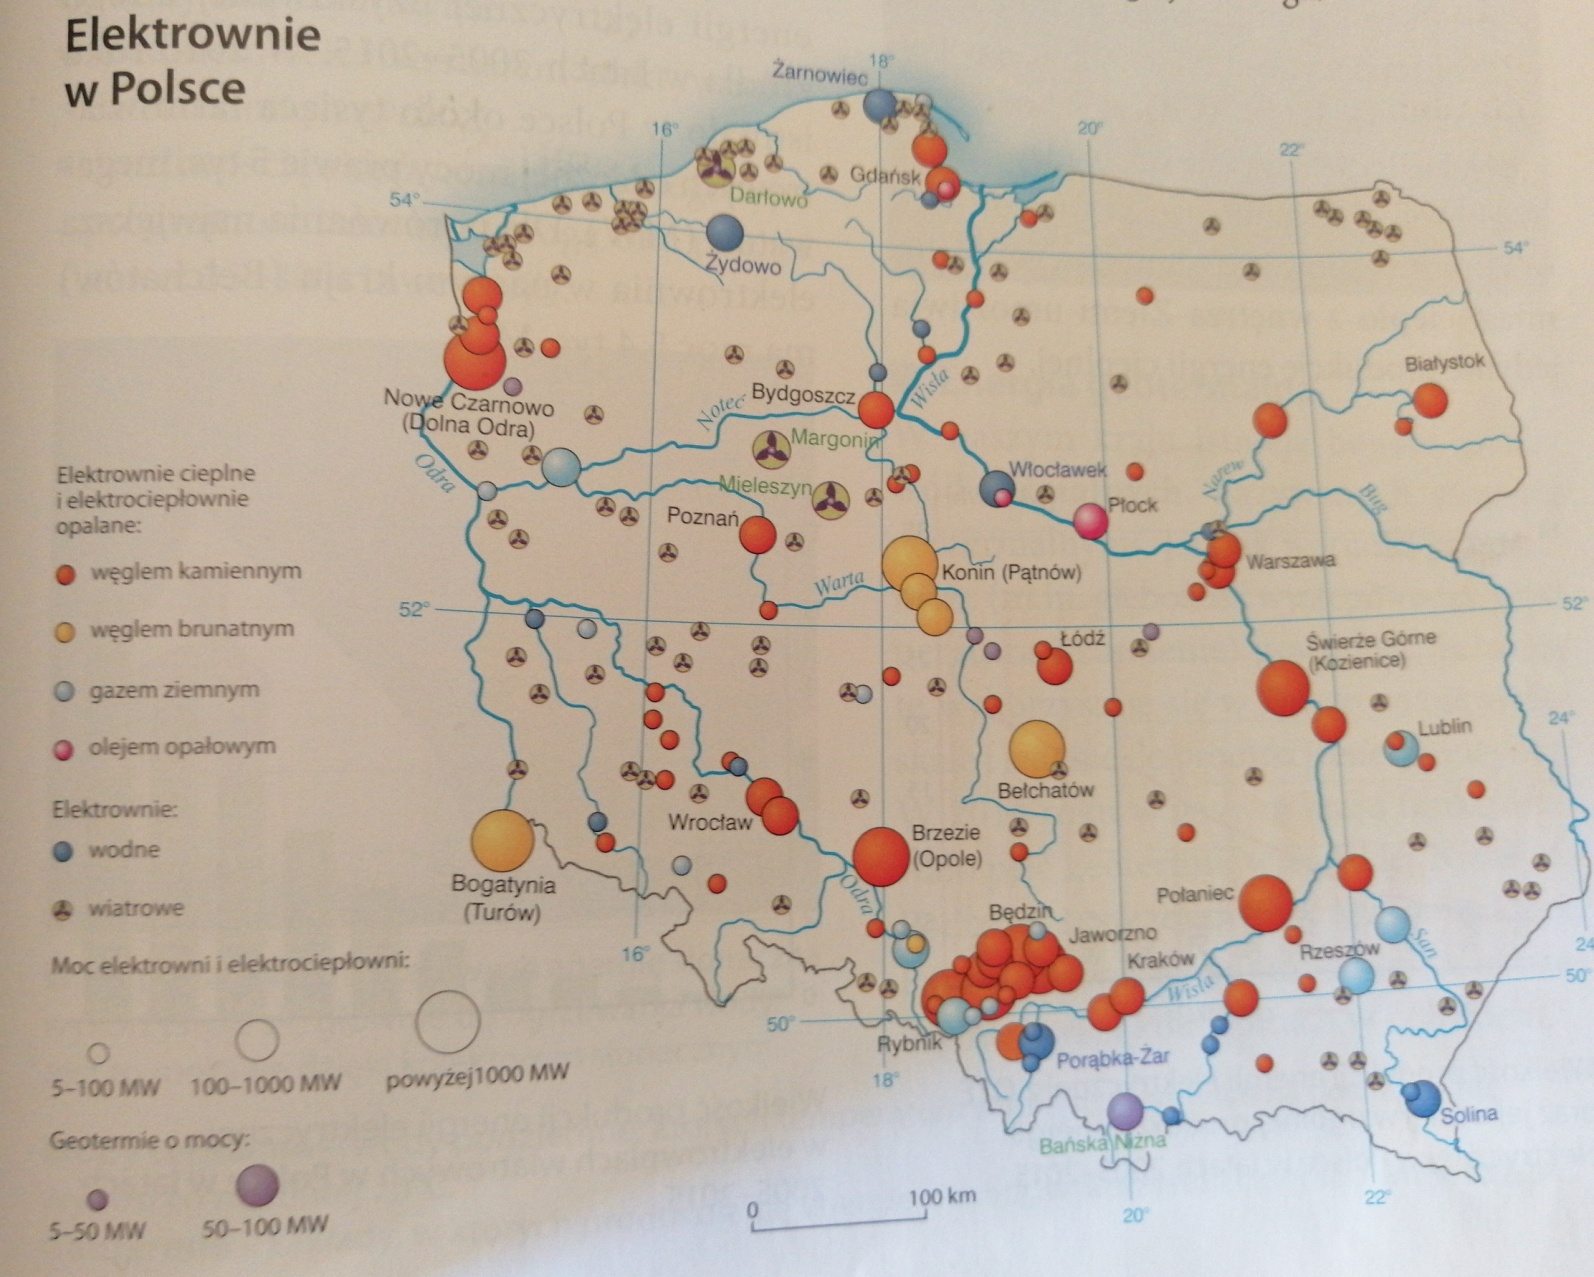 Elektrownie
w Polsce
18°
Żarnowiec
16°
20°
22°
Gdańsk
54°
Darłowo
54°
Żydowo
Białystok
Nowe Czarnowo
(Dolna Odra)
Bydgoszcz
Noteć
Wisła
Margonin
Odra
Mieleszyn
Włocławek
Narew
Bug
Płock
Poznań
Warszawa
Konin (Pątnów)
Warta
52°
52°
Łódź
Świerże Górne
(Kozienice)
24°
Lublin
Bełchatów
Wrocław
Brzezie
(Opole)
Bogatynia
(Turów)
Odra
Połaniec
Będzin
Jaworzno
Kraków
Rzeszów
San
24
16°
50°
Wisła
50°
Rybnik
Porąbka-Żar
18°
Solina
Bańska Niżna
22°
20°
0
100 km
Elektrownie cieplne
i elektrociepłownie
opalane:
węglem kamiennym
węglem brunatnym
gazem ziemnym
olejem opałowym
Elektrownie:
wodne
wiatrowe
Moc elektrowni i elektrociepłowni:
5–100 MW
100–1000 MW
powyżej1000 MW
Geotermie o mocy:
5–50 MW
50–100 MW